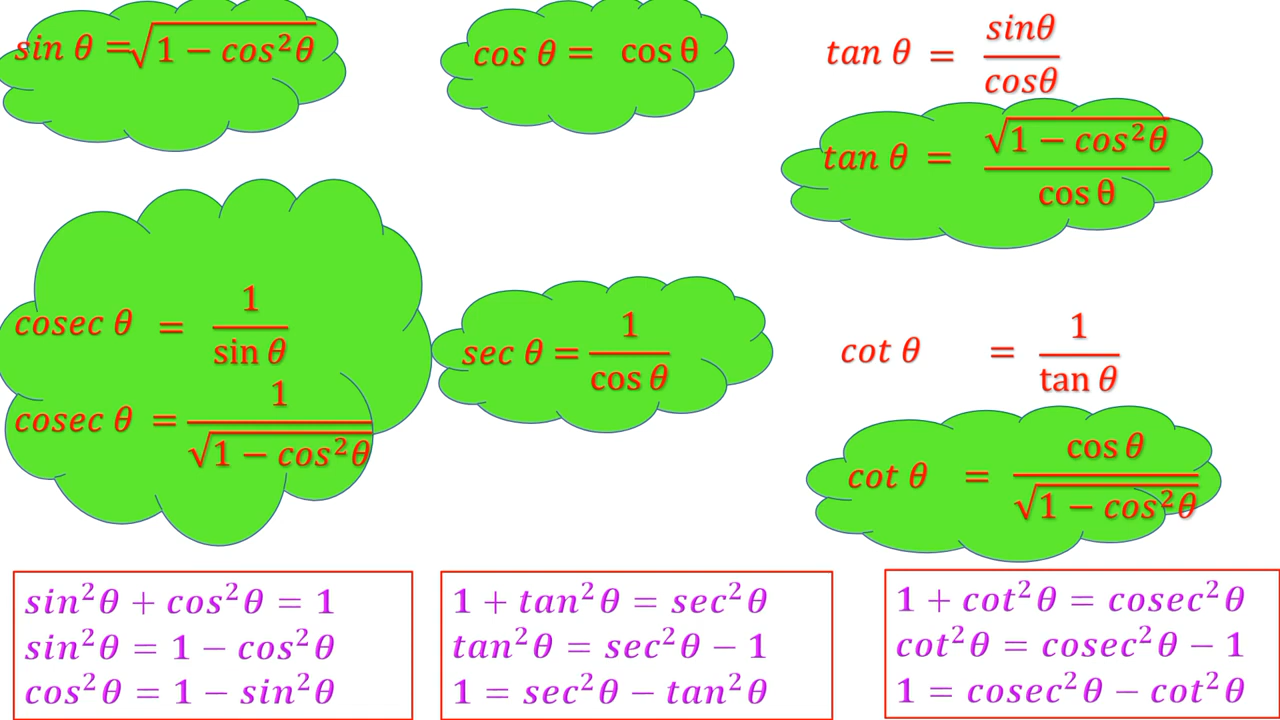 sin θ = √(1 − cos²θ)
cos θ = cos θ
tan θ = sinθ/cosθ
tan θ = √(1 − cos²θ)/cos θ
cosec θ = 1/sin θ
cosec θ = 1/√(1 − cos²θ)
sec θ = 1/cos θ
cot θ = 1/tan θ
cot θ = cos θ/√(1 − cos²θ)
sin²θ + cos²θ = 1
sin²θ = 1 − cos²θ
cos²θ = 1 − sin²θ
1 + tan²θ = sec²θ
tan²θ = sec²θ − 1
1 = sec²θ − tan²θ
1 + cot²θ = cosec²θ
cot²θ = cosec²θ − 1
1 = cosec²θ − cot²θ